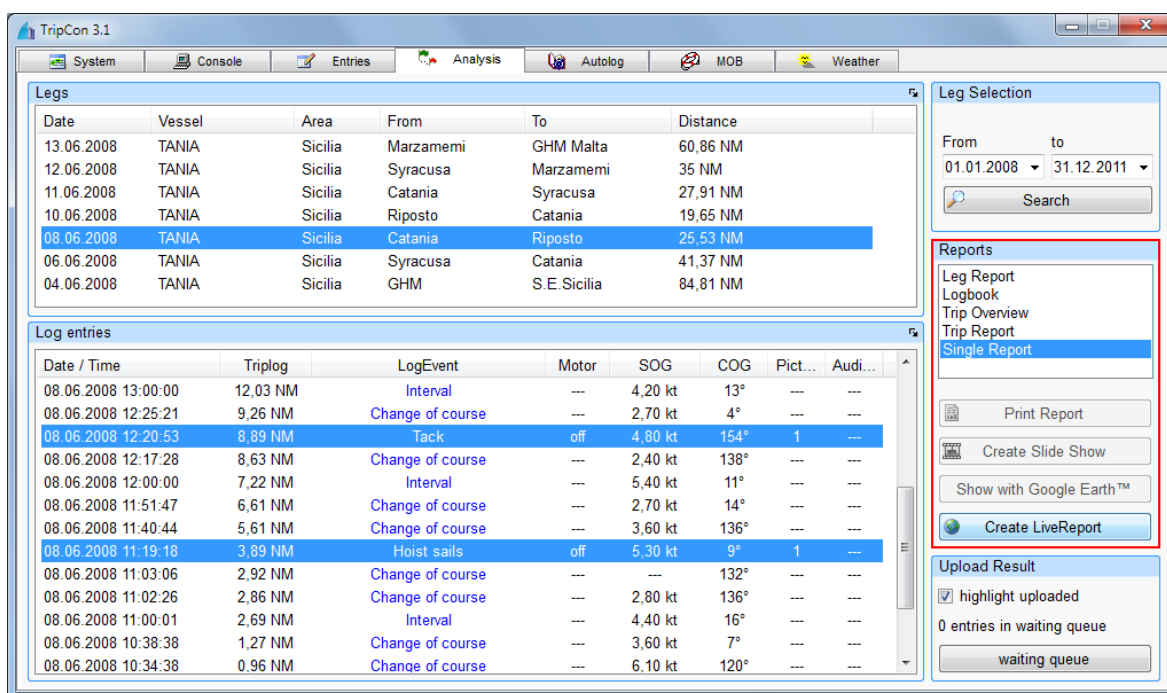 TripCon 3.1
System Console Entries Analysis Autolog MOB Weather
Legs
Date Vessel Area From To Distance
13.06.2008 TANIA Sicilia Marzamemi GHM Malta 60,86 NM
12.06.2008 TANIA Sicilia Syracusa Marzamemi 35 NM
11.06.2008 TANIA Sicilia Catania Syracusa 27,91 NM
10.06.2008 TANIA Sicilia Riposto Catania 19,65 NM
08.06.2008 TANIA Sicilia Catania Riposto 25,53 NM
06.06.2008 TANIA Sicilia Syracusa Catania 41,37 NM
04.06.2008 TANIA Sicilia GHM S.E.Sicilia 84,81 NM
Log entries
Date / Time Triplog LogEvent Motor SOG COG Pict... Audi...
08.06.2008 13:00:00 12,03 NM Interval --- 4,20 kt 13° --- ---
08.06.2008 12:25:21 9,26 NM Change of course --- 2,70 kt 4° --- ---
08.06.2008 12:20:53 8,89 NM Tack off 4,80 kt 154° 1 ---
08.06.2008 12:17:28 8,63 NM Change of course --- 2,40 kt 138° --- ---
08.06.2008 12:00:00 7,22 NM Interval --- 5,40 kt 11° --- ---
08.06.2008 11:51:47 6,61 NM Change of course --- 2,70 kt 14° --- ---
08.06.2008 11:40:44 5,61 NM Change of course --- 3,60 kt 136° --- ---
08.06.2008 11:19:18 3,89 NM Hoist sails off 5,30 kt 9° 1 ---
08.06.2008 11:03:06 2,92 NM Change of course --- --- 132° --- ---
08.06.2008 11:02:26 2,86 NM Change of course --- 2,80 kt 136° --- ---
08.06.2008 11:00:01 2,69 NM Interval --- 4,40 kt 16° --- ---
08.06.2008 10:38:38 1,27 NM Change of course --- 3,60 kt 7° --- ---
08.06.2008 10:34:38 0,96 NM Change of course --- 6,10 kt 120° --- ---
Leg Selection
From to
01.01.2008 31.12.2011
Search
Reports
Leg Report
Logbook
Trip Overview
Trip Report
Single Report
Print Report
Create Slide Show
Show with Google Earth™
Create LiveReport
Upload Result
highlight uploaded
0 entries in waiting queue
waiting queue